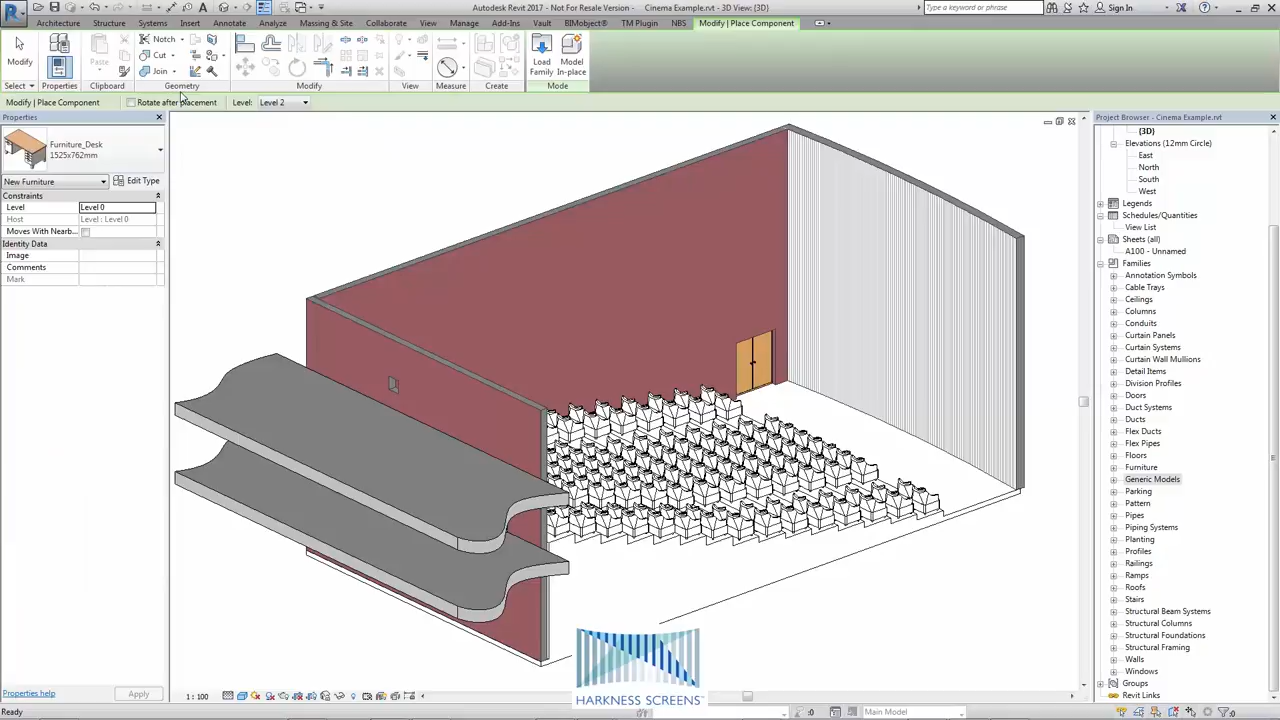 Autodesk Revit 2017 - Not For Resale Version - Cinema Example.rvt - 3D View: {3D}
Type a keyword or phrase
Sign In
Architecture Structure Systems Insert Annotate Analyze Massing & Site Collaborate View Manage Add-Ins Vault BIMobject® TM Plugin NBS Modify | Place Component
Modify
Paste
Notch
Cut
Join
Load Family
Model In-place
Select Properties Clipboard Geometry Modify View Measure Create Mode
Modify | Place Component
Rotate after placement
Level: Level 2
Properties
Furniture_Desk
1525x762mm
New Furniture
Edit Type
Constraints
Level Level 0
Host Level : Level 0
Moves With Nearb...
Identity Data
Image
Comments
Mark
Properties help
Apply
Project Browser - Cinema Example.rvt
{3D}
Elevations (12mm Circle)
East
North
South
West
Legends
Schedules/Quantities
View List
Sheets (all)
A100 - Unnamed
Families
Annotation Symbols
Cable Trays
Ceilings
Columns
Conduits
Curtain Panels
Curtain Systems
Curtain Wall Mullions
Detail Items
Division Profiles
Doors
Duct Systems
Ducts
Flex Ducts
Flex Pipes
Floors
Furniture
Generic Models
Parking
Pattern
Pipes
Piping Systems
Planting
Profiles
Railings
Ramps
Roofs
Stairs
Structural Beam Systems
Structural Columns
Structural Foundations
Structural Framing
Walls
Windows
Groups
Revit Links
1 : 100
HARKNESS SCREENS™
:0
Main Model
:0